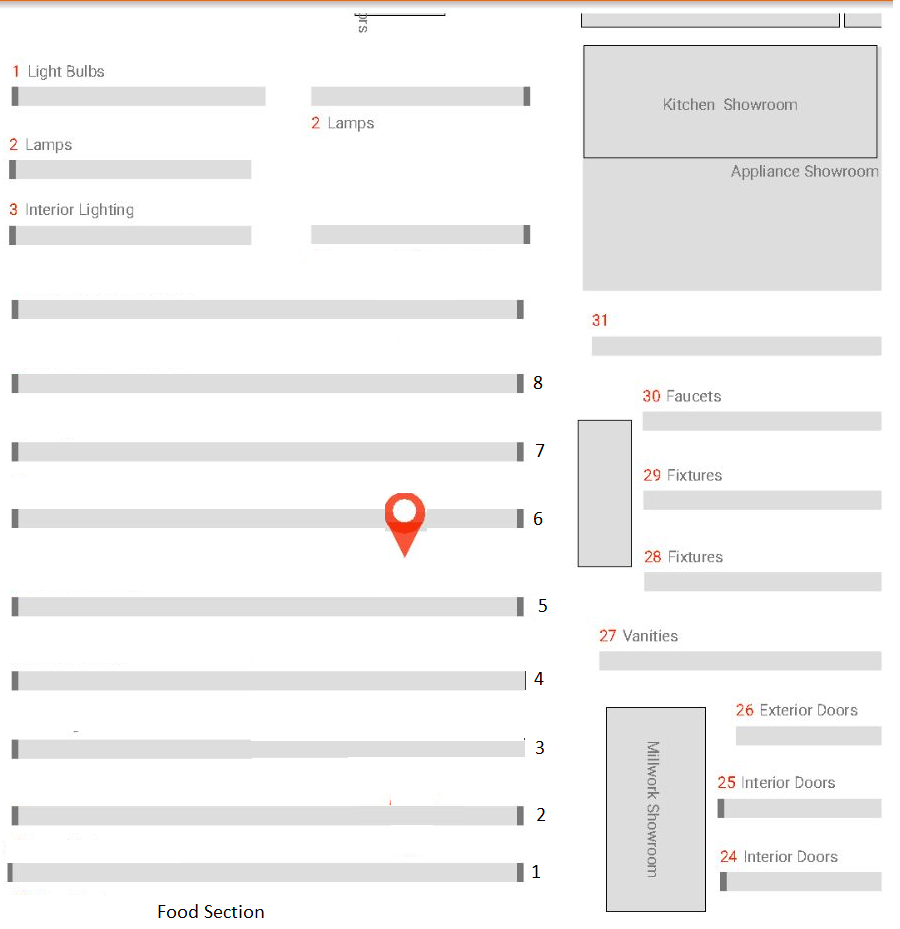 ors
1 Light Bulbs
2 Lamps
2 Lamps
3 Interior Lighting
8
7
6
5
4
3
2
1
Food Section
Kitchen Showroom
Appliance Showroom
31
30 Faucets
29 Fixtures
28 Fixtures
27 Vanities
26 Exterior Doors
25 Interior Doors
24 Interior Doors
Millwork Showroom